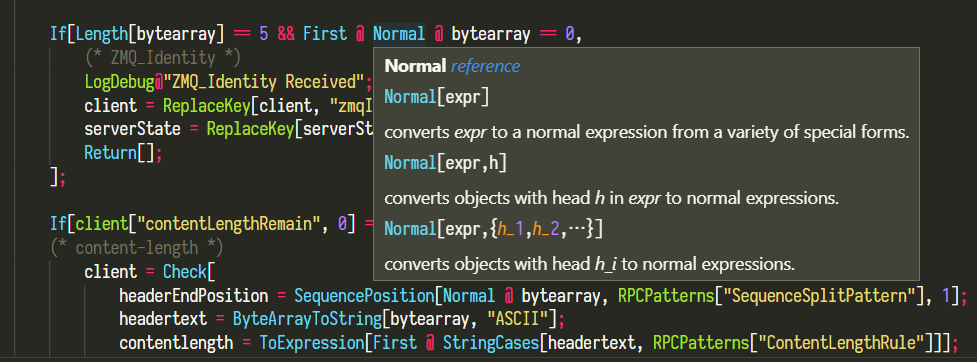 If[Length[bytearray] == 5 && First @ Normal @ bytearray == 0,
(* ZMQ_Identity *)
LogDebug@"ZMQ_Identity Received";
client = ReplaceKey[client, "zmqI
serverState = ReplaceKey[serverSt
Return[];
];
Normal reference
Normal[expr]
converts expr to a normal expression from a variety of special forms.
Normal[expr,h]
converts objects with head h in expr to normal expressions.
Normal[expr,{h_1,h_2,⋯}]
converts objects with head h_i to normal expressions.
If[client["contentLengthRemain", 0] =
(* content-length *)
client = Check[
headerEndPosition = SequencePosition[Normal @ bytearray, RPCPatterns["SequenceSplitPattern"], 1];
headertext = ByteArrayToString[bytearray, "ASCII"];
contentlength = ToExpression[First @ StringCases[headertext, RPCPatterns["ContentLengthRule"]]];